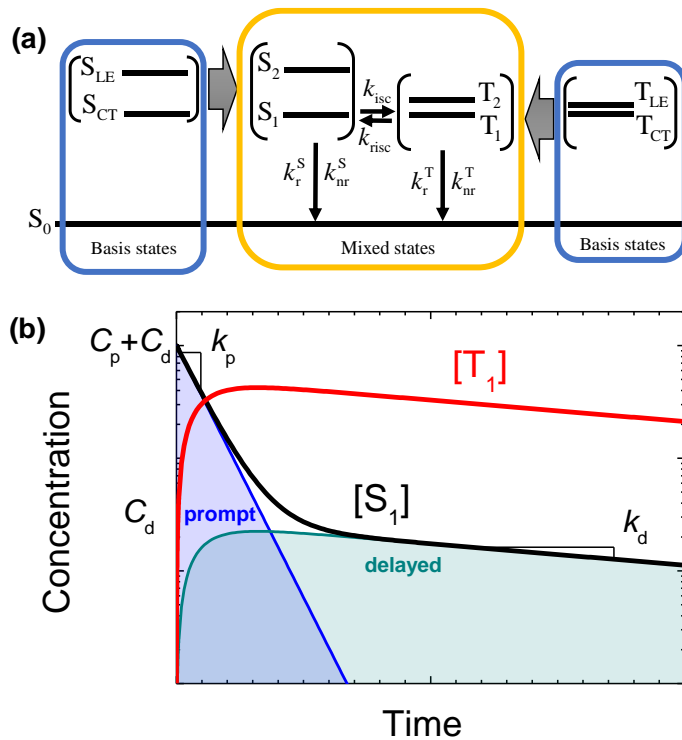 (a)
S_LE
S_CT
S_2
S_1
k_isc
k_risc
T_2
T_1
T_LE
T_CT
k_r^S
k_nr^S
k_r^T
k_nr^T
S_0
Basis states
Mixed states
Basis states
(b)
C_p+C_d
k_p
[T_1]
C_d
prompt
[S_1]
k_d
delayed
Concentration
Time